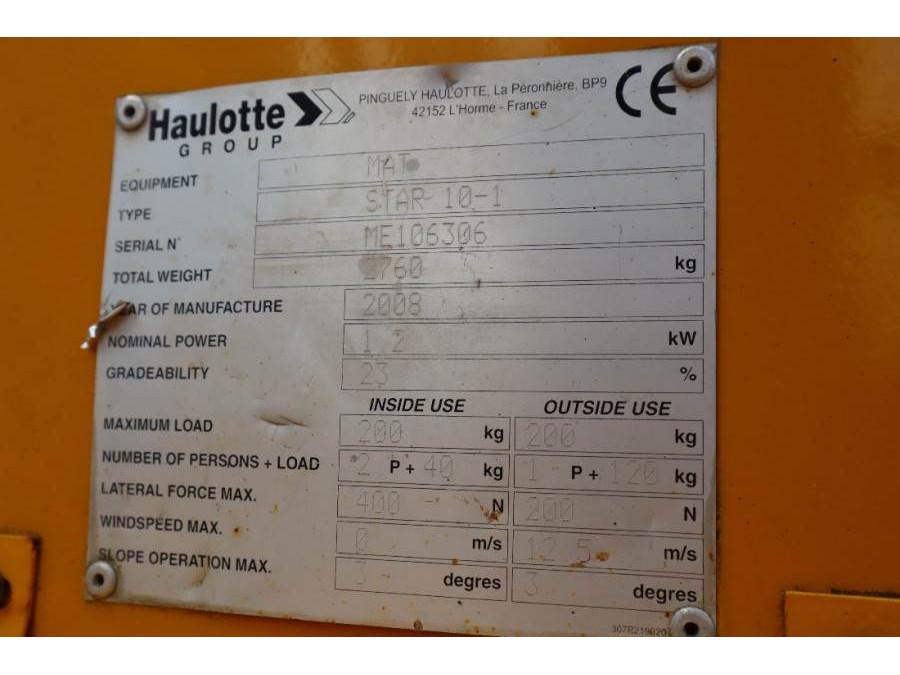 Haulotte
GROUP
PINGUELY HAULOTTE, La Péronnière, BP9
42152 L'Horme - France
CE
EQUIPMENT MAT
TYPE STAR 10-1
SERIAL N° ME106306
TOTAL WEIGHT 2760 kg
YEAR OF MANUFACTURE 2008
NOMINAL POWER 1 2 kW
GRADEABILITY 23 %
INSIDE USE OUTSIDE USE
MAXIMUM LOAD 200 kg 200 kg
NUMBER OF PERSONS + LOAD 2 P + 40 kg 1 P + 120 kg
LATERAL FORCE MAX. 400 N 200 N
WINDSPEED MAX. 0 m/s 12 5 m/s
SLOPE OPERATION MAX. 3 degres 3 degres